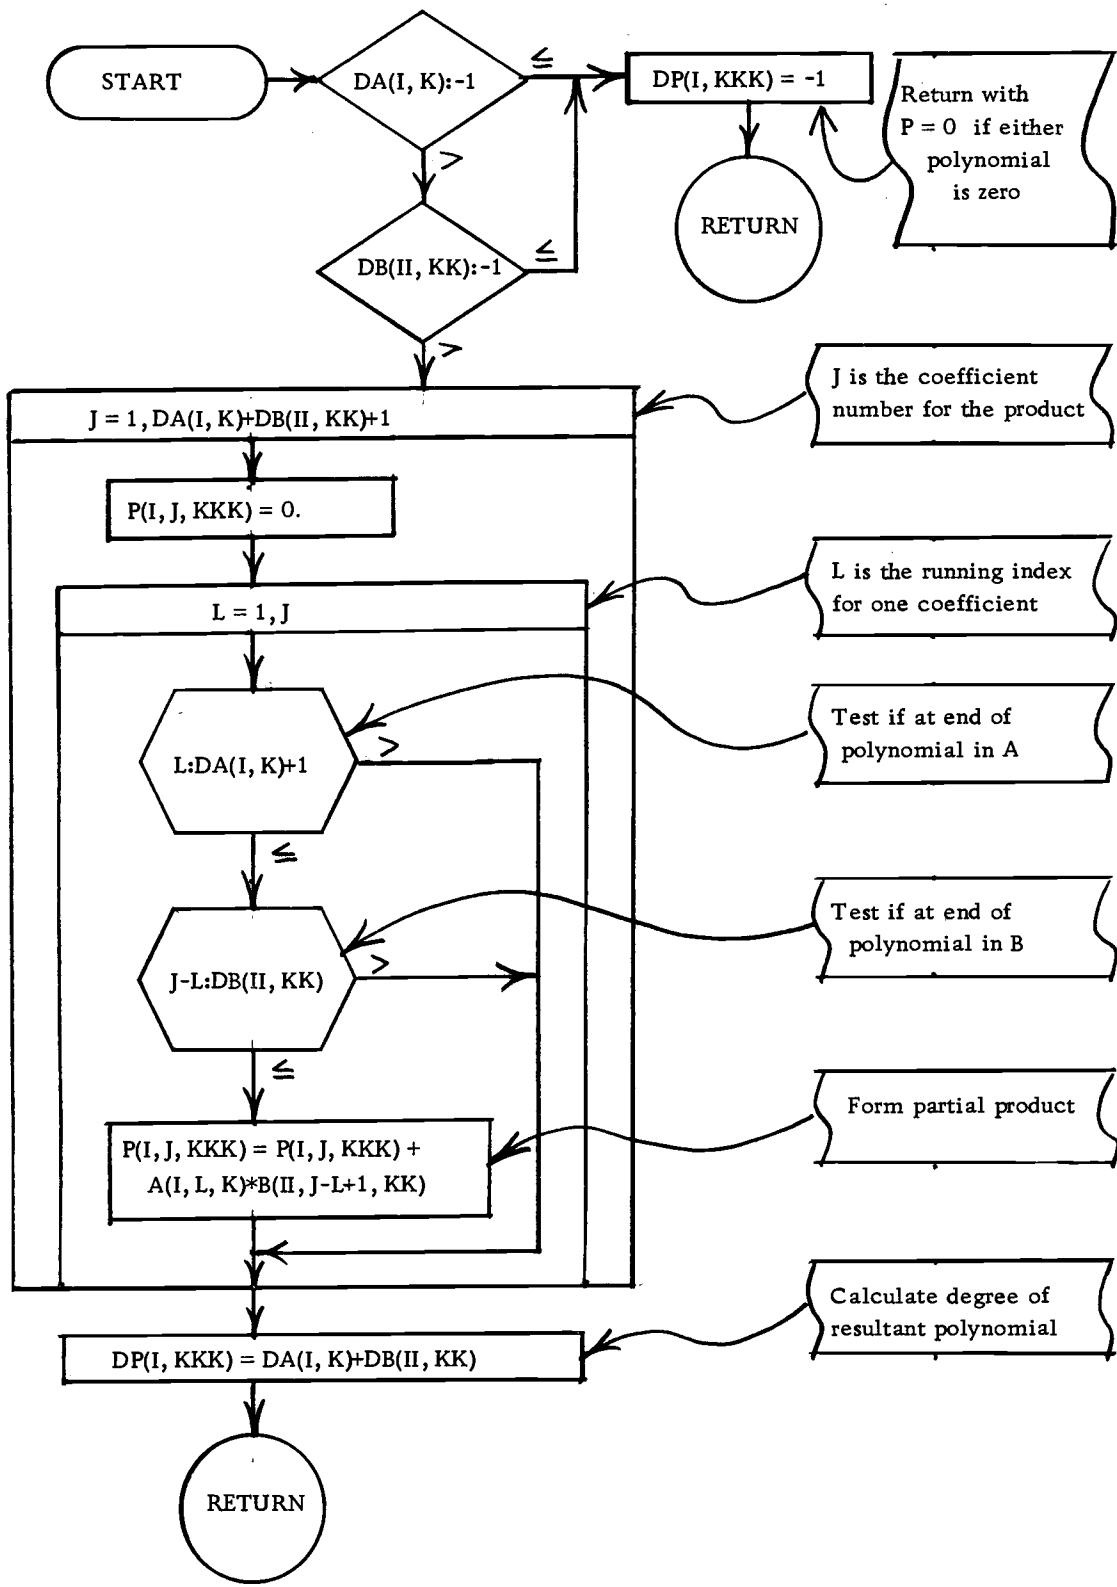 START
DA(I, K):-1
≤
DP(I, KKK) = -1
Return with
P = 0 if either
polynomial
is zero
>
RETURN
DB(II, KK):-1
≤
>
J is the coefficient
number for the product
J = 1, DA(I, K)+DB(II, KK)+1
P(I, J, KKK) = 0.
L is the running index
for one coefficient
L = 1, J
Test if at end of
polynomial in A
>
L:DA(I, K)+1
≤
Test if at end of
polynomial in B
>
J-L:DB(II, KK)
≤
Form partial product
P(I, J, KKK) = P(I, J, KKK) +
A(I, L, K)*B(II, J-L+1, KK)
Calculate degree of
resultant polynomial
DP(I, KKK) = DA(I, K)+DB(II, KK)
RETURN